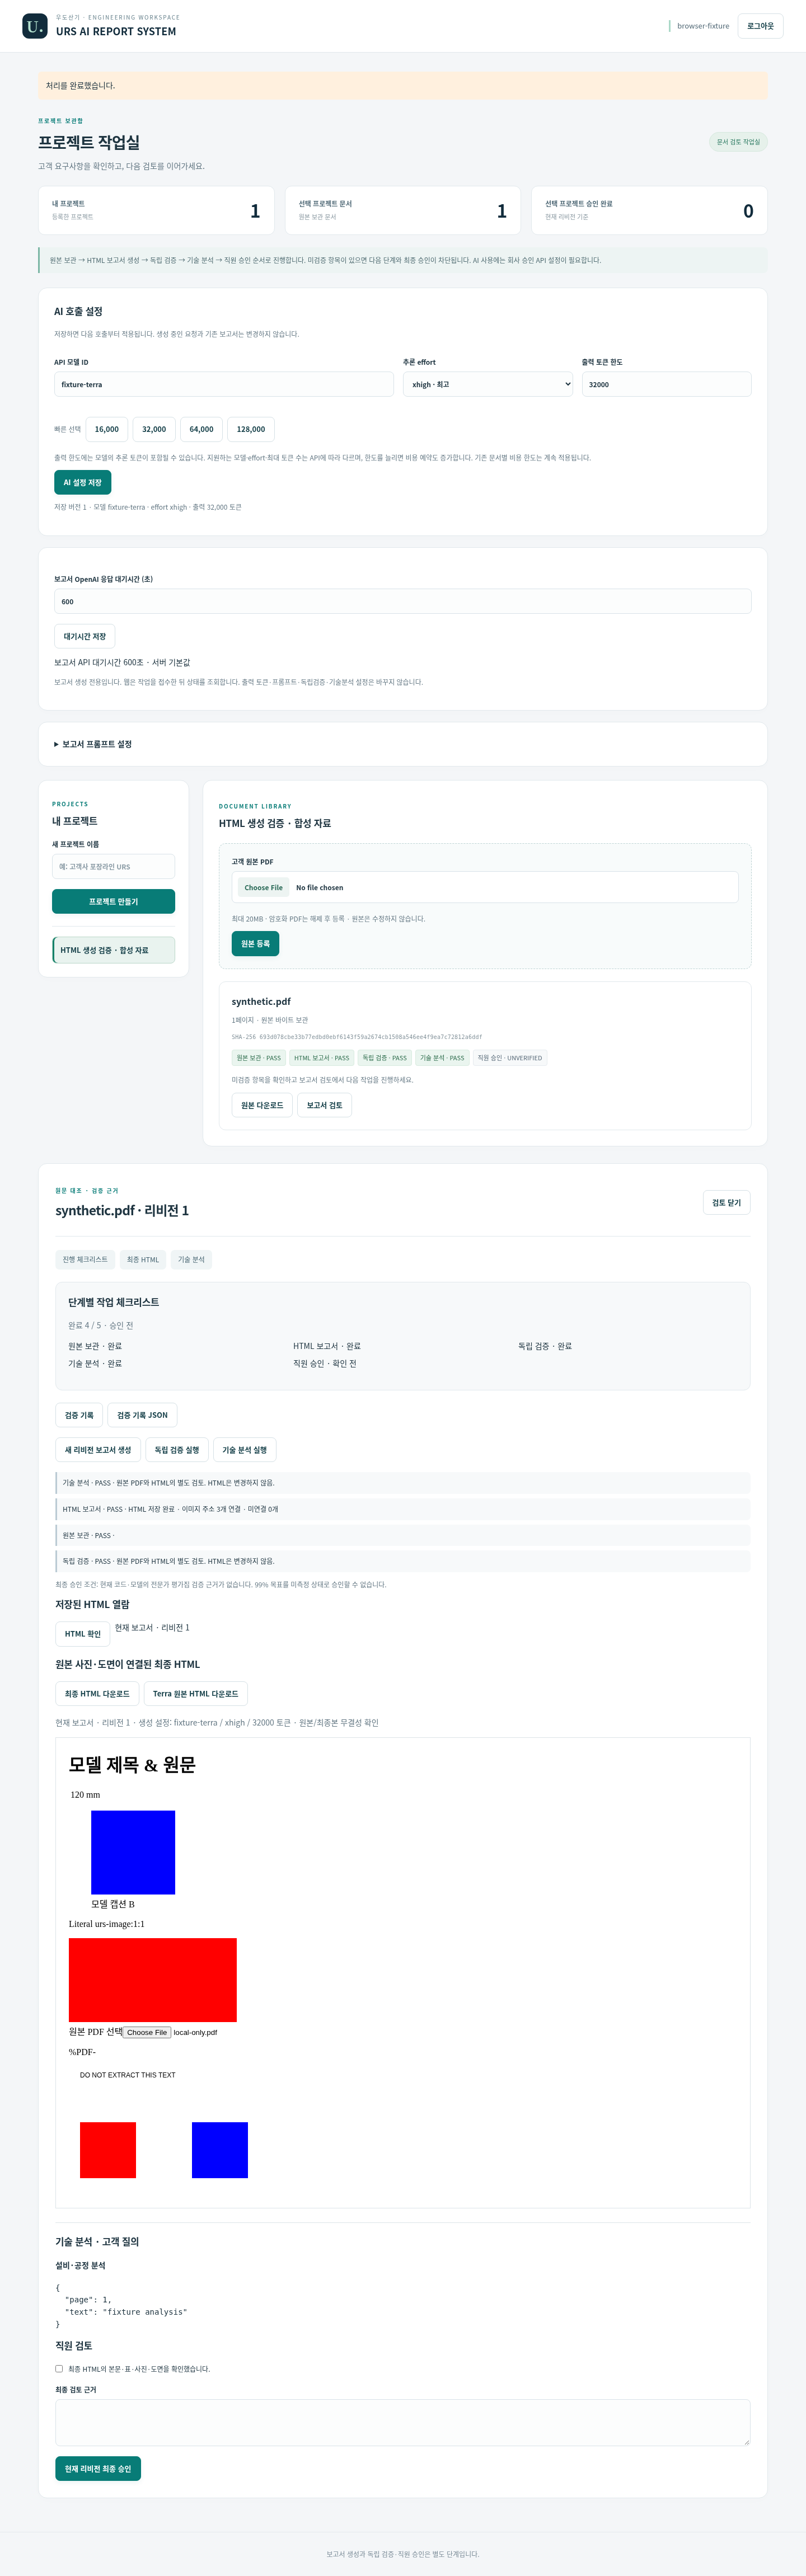 U.
우도산기 · ENGINEERING WORKSPACE
URS AI REPORT SYSTEM
browser-fixture
로그아웃
처리를 완료했습니다.
프로젝트 보관함
프로젝트 작업실
문서 검토 작업실
고객 요구사항을 확인하고, 다음 검토를 이어가세요.
내 프로젝트
등록한 프로젝트
1
선택 프로젝트 문서
원본 보관 문서
1
선택 프로젝트 승인 완료
현재 리비전 기준
0
원본 보관 → HTML 보고서 생성 → 독립 검증 → 기술 분석 → 직원 승인 순서로 진행합니다. 미검증 항목이 있으면 다음 단계와 최종 승인이 차단됩니다. AI 사용에는 회사 승인 API 설정이 필요합니다.
AI 호출 설정
저장하면 다음 호출부터 적용됩니다. 생성 중인 요청과 기존 보고서는 변경하지 않습니다.
API 모델 ID
추론 effort
출력 토큰 한도
fixture-terra
xhigh · 최고
32000
빠른 선택
16,000
32,000
64,000
128,000
출력 한도에는 모델의 추론 토큰이 포함될 수 있습니다. 지원하는 모델·effort·최대 토큰 수는 API에 따라 다르며, 한도를 늘리면 비용 예약도 증가합니다. 기존 문서별 비용 한도는 계속 적용됩니다.
AI 설정 저장
저장 버전 1 · 모델 fixture-terra · effort xhigh · 출력 32,000 토큰
보고서 OpenAI 응답 대기시간 (초)
600
대기시간 저장
보고서 API 대기시간 600초 · 서버 기본값
보고서 생성 전용입니다. 웹은 작업을 접수한 뒤 상태를 조회합니다. 출력 토큰·프롬프트·독립검증·기술분석 설정은 바꾸지 않습니다.
보고서 프롬프트 설정
PROJECTS
내 프로젝트
새 프로젝트 이름
예: 고객사 포장라인 URS
프로젝트 만들기
HTML 생성 검증 · 합성 자료
DOCUMENT LIBRARY
HTML 생성 검증 · 합성 자료
고객 원본 PDF
Choose File
No file chosen
최대 20MB · 암호화 PDF는 해제 후 등록 · 원본은 수정하지 않습니다.
원본 등록
synthetic.pdf
1페이지 · 원본 바이트 보관
SHA-256 693d078cbe33b77edbd0ebf6143f59a2674cb1508a546ee4f9ea7c72812a6ddf
원본 보관 · PASS
HTML 보고서 · PASS
독립 검증 · PASS
기술 분석 · PASS
직원 승인 · UNVERIFIED
미검증 항목을 확인하고 보고서 검토에서 다음 작업을 진행하세요.
원본 다운로드
보고서 검토
원문 대조 · 검증 근거
synthetic.pdf · 리비전 1
검토 닫기
진행 체크리스트
최종 HTML
기술 분석
단계별 작업 체크리스트
완료 4 / 5 · 승인 전
원본 보관 · 완료
HTML 보고서 · 완료
독립 검증 · 완료
기술 분석 · 완료
직원 승인 · 확인 전
검증 기록
검증 기록 JSON
새 리비전 보고서 생성
독립 검증 실행
기술 분석 실행
기술 분석 · PASS · 원본 PDF와 HTML의 별도 검토. HTML은 변경하지 않음.
HTML 보고서 · PASS · HTML 저장 완료 · 이미지 주소 3개 연결 · 미연결 0개
원본 보관 · PASS ·
독립 검증 · PASS · 원본 PDF와 HTML의 별도 검토. HTML은 변경하지 않음.
최종 승인 조건: 현재 코드·모델의 전문가 평가집 검증 근거가 없습니다. 99% 목표를 미측정 상태로 승인할 수 없습니다.
저장된 HTML 열람
HTML 확인
현재 보고서 · 리비전 1
원본 사진·도면이 연결된 최종 HTML
최종 HTML 다운로드
Terra 원본 HTML 다운로드
현재 보고서 · 리비전 1 · 생성 설정: fixture-terra / xhigh / 32000 토큰 · 원본/최종본 무결성 확인
모델 제목 & 원문
120 mm
모델 캡션 B
Literal urs-image:1:1
원본 PDF 선택
Choose File
local-only.pdf
%PDF-
DO NOT EXTRACT THIS TEXT
기술 분석 · 고객 질의
설비·공정 분석
{
"page": 1,
"text": "fixture analysis"
}
직원 검토
최종 HTML의 본문·표·사진·도면을 확인했습니다.
최종 검토 근거
현재 리비전 최종 승인
보고서 생성과 독립 검증·직원 승인은 별도 단계입니다.